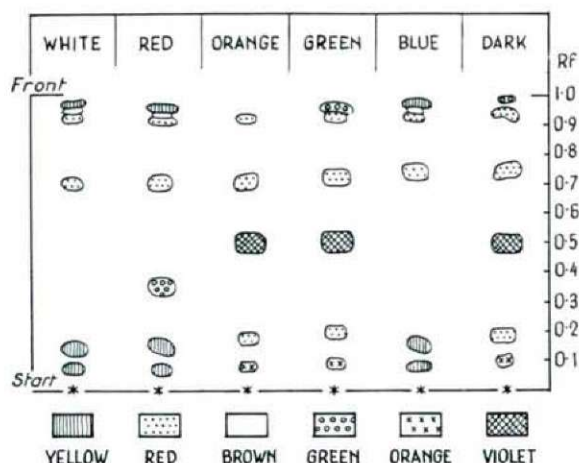 WHITE RED ORANGE GREEN BLUE DARK
Rf
Front
1.0
0.9
0.8
0.7
0.6
0.5
0.4
0.3
0.2
0.1
Start
YELLOW RED BROWN GREEN ORANGE VIOLET